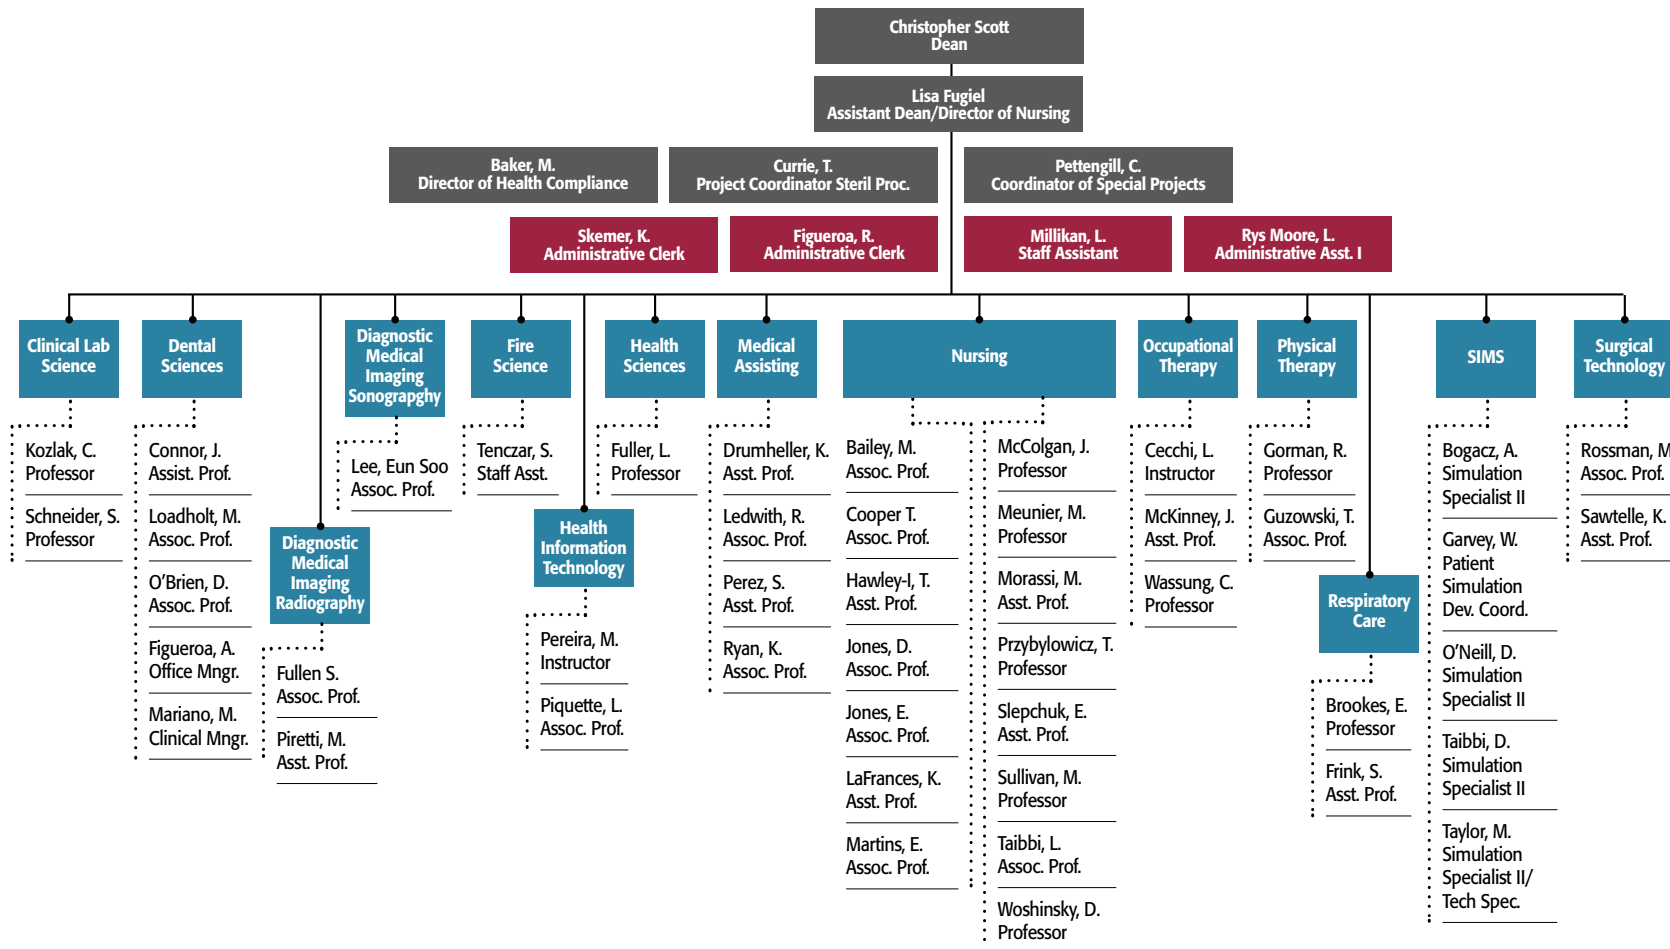 Christopher Scott
Dean
Lisa Fugiel
Assistant Dean/Director of Nursing
Baker, M.
Director of Health Compliance
Currie, T.
Project Coordinator Steril Proc.
Pettengill, C.
Coordinator of Special Projects
Skemer, K.
Administrative Clerk
Figueroa, R.
Administrative Clerk
Millikan, L.
Staff Assistant
Rys Moore, L.
Administrative Asst. I
Clinical Lab
Science
Kozlak, C.
Professor
Schneider, S.
Professor
Dental
Sciences
Connor, J.
Assist. Prof.
Loadholt, M.
Assoc. Prof.
O'Brien, D.
Assoc. Prof.
Figueroa, A.
Office Mngr.
Mariano, M.
Clinical Mngr.
Diagnostic
Medical
Imaging
Radiography
Fullen S.
Assoc. Prof.
Piretti, M.
Asst. Prof.
Diagnostic
Medical
Imaging
Sonograpghy
Lee, Eun Soo
Assoc. Prof.
Fire
Science
Tenczar, S.
Staff Asst.
Health
Information
Technology
Pereira, M.
Instructor
Piquette, L.
Assoc. Prof.
Health
Sciences
Fuller, L.
Professor
Medical
Assisting
Drumheller, K.
Asst. Prof.
Ledwith, R.
Assoc. Prof.
Perez, S.
Asst. Prof.
Ryan, K.
Assoc. Prof.
Nursing
Bailey, M.
Assoc. Prof.
Cooper T.
Assoc. Prof.
Hawley-I, T.
Asst. Prof.
Jones, D.
Assoc. Prof.
Jones, E.
Assoc. Prof.
LaFrances, K.
Asst. Prof.
Martins, E.
Assoc. Prof.
McColgan, J.
Professor
Meunier, M.
Professor
Morassi, M.
Asst. Prof.
Przybylowicz, T.
Professor
Slepchuk, E.
Asst. Prof.
Sullivan, M.
Professor
Taibbi, L.
Assoc. Prof.
Woshinsky, D.
Professor
Occupational
Therapy
Cecchi, L.
Instructor
McKinney, J.
Asst. Prof.
Wassung, C.
Professor
Physical
Therapy
Gorman, R.
Professor
Guzowski, T.
Assoc. Prof.
Respiratory
Care
Brookes, E.
Professor
Frink, S.
Asst. Prof.
SIMS
Bogacz, A.
Simulation
Specialist II
Garvey, W.
Patient
Simulation
Dev. Coord.
O'Neill, D.
Simulation
Specialist II
Taibbi, D.
Simulation
Specialist II
Taylor, M.
Simulation
Specialist II/
Tech Spec.
Surgical
Technology
Rossman, M
Assoc. Prof.
Sawtelle, K.
Asst. Prof.